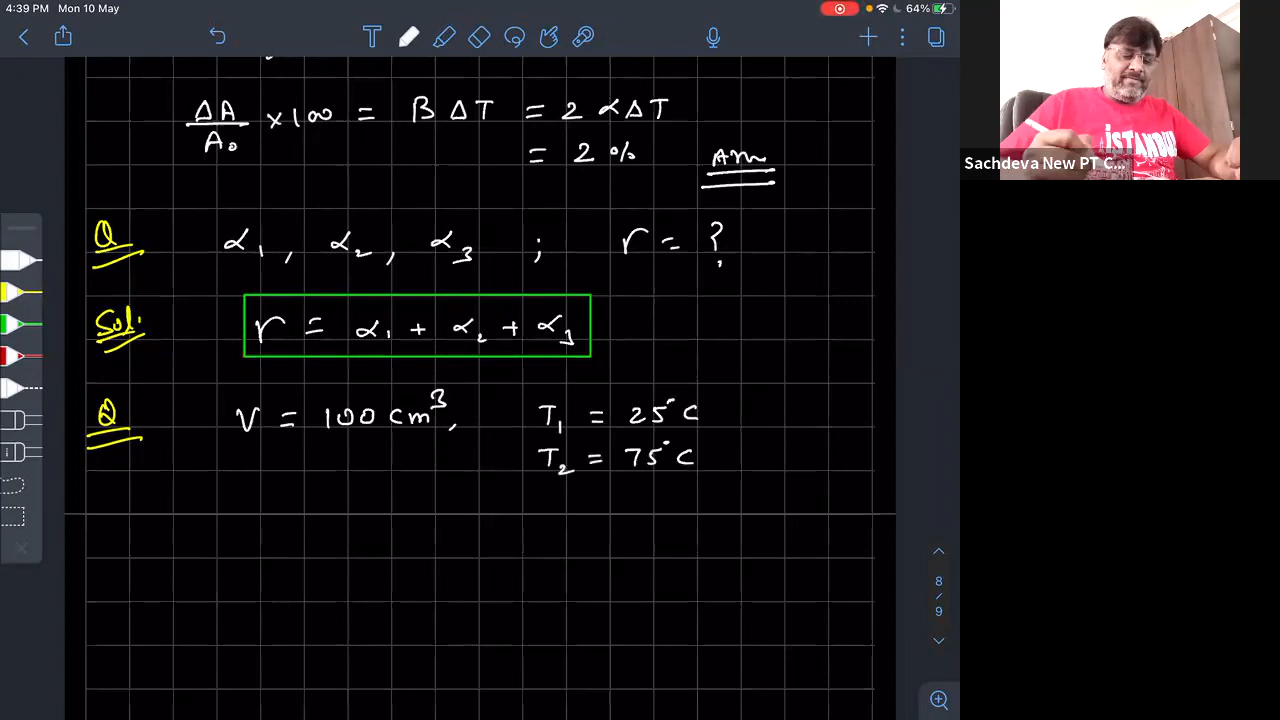 4:39 PM Mon 10 May
64%
ΔA/A₀ ×100 = β ΔT = 2 α ΔT
= 2 % Ans
Q α₁, α₂, α₃ ; r = ?
Sol: r = α₁ + α₂ + α₃
Q V = 100 cm³, T₁ = 25°C
T₂ = 75°C
8
9
İSTANBUL
Sachdeva New PT C...